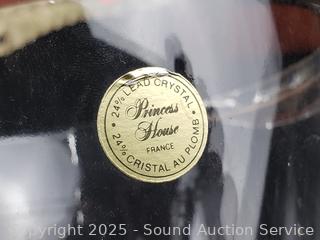 • 24% LEAD CRYSTAL •
Princess
House
FRANCE
24% CRISTAL AU PLOMB
Copyright 2025 - Sound Auction Service